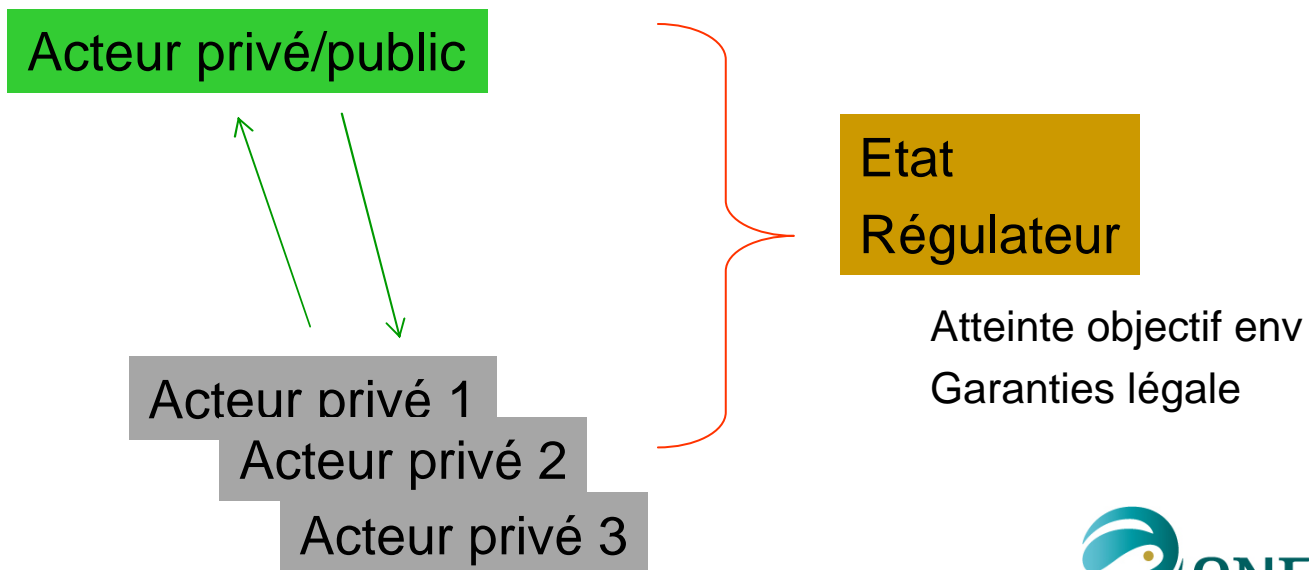 Acteur privé/public
Etat
Régulateur
Atteinte objectif env
Garanties légale
Acteur privé 1
Acteur privé 2
Acteur privé 3